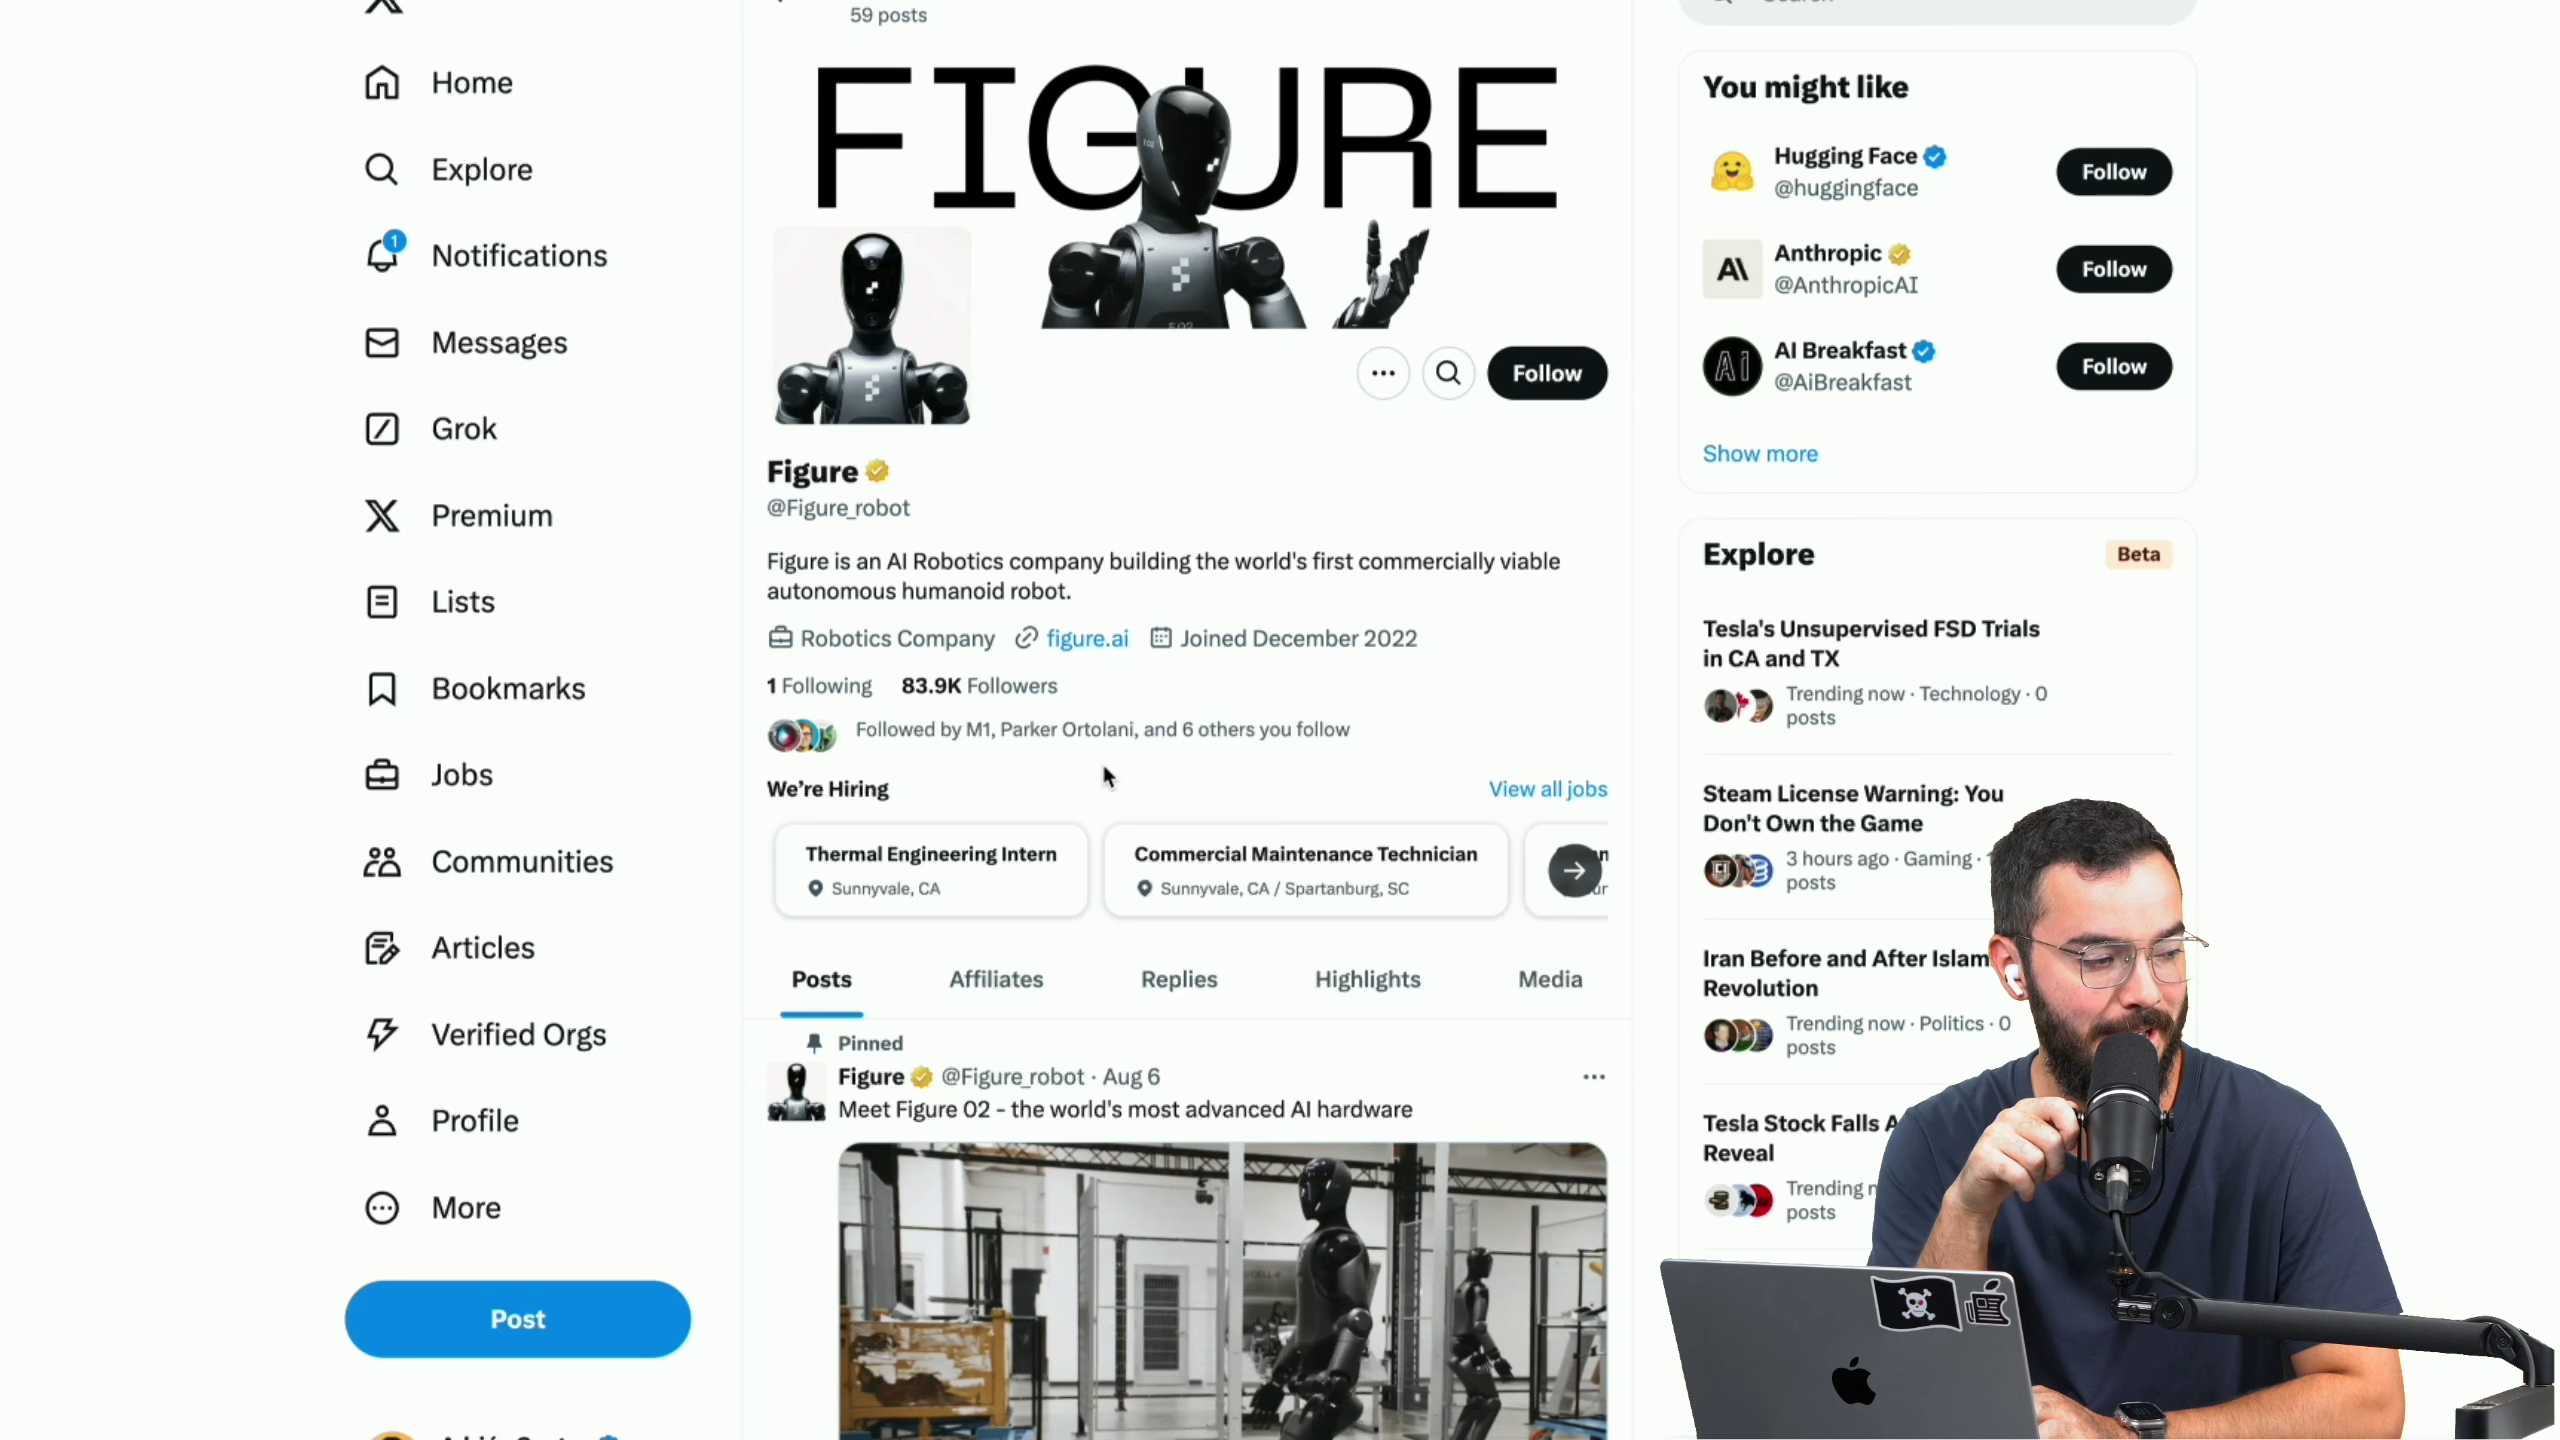 Home
Explore
1
Notifications
Messages
Grok
Premium
Lists
Bookmarks
Jobs
Communities
Articles
Verified Orgs
Profile
More
Post
59 posts
FIGURE
Follow
Figure
@Figure_robot
Figure is an AI Robotics company building the world's first commercially viable
autonomous humanoid robot.
Robotics Company figure.ai Joined December 2022
1 Following 83.9K Followers
Followed by M1, Parker Ortolani, and 6 others you follow
We're Hiring View all jobs
Thermal Engineering Intern
Sunnyvale, CA
Commercial Maintenance Technician
Sunnyvale, CA / Spartanburg, SC
Posts Affiliates Replies Highlights Media
Pinned
Figure @Figure_robot · Aug 6
Meet Figure 02 - the world's most advanced AI hardware
Search
You might like
Hugging Face
@huggingface
Follow
Anthropic
@AnthropicAI
Follow
AI Breakfast
@AiBreakfast
Follow
Show more
Explore Beta
Tesla's Unsupervised FSD Trials
in CA and TX
Trending now · Technology · 0
posts
Steam License Warning: You
Don't Own the Game
3 hours ago · Gaming ·
posts
Iran Before and After Islam
Revolution
Trending now · Politics · 0
posts
Tesla Stock Falls
Reveal
Trending
posts